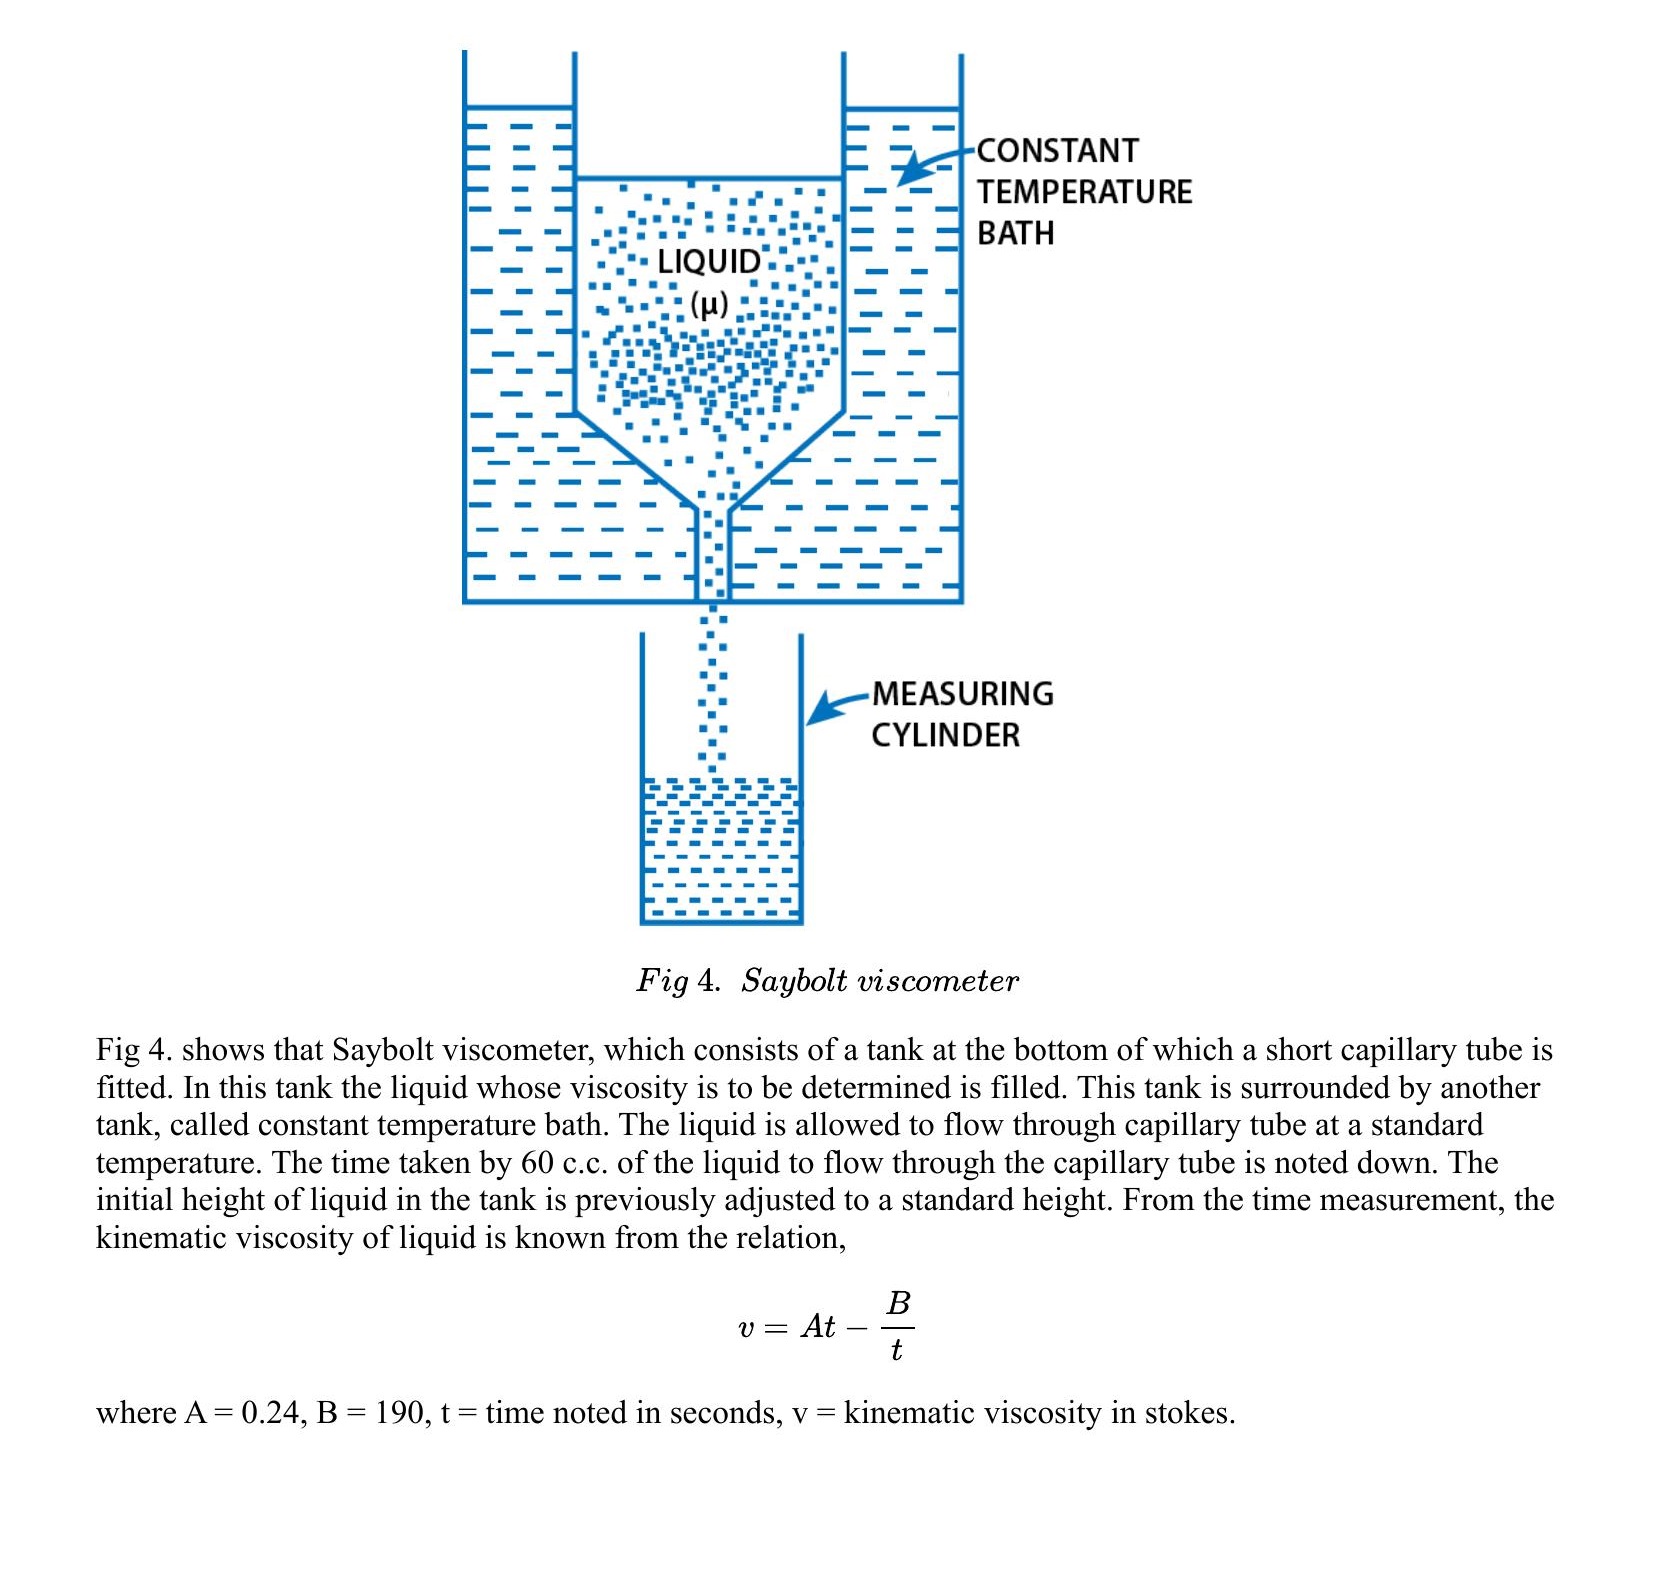 CONSTANT
TEMPERATURE
BATH
LIQUID
(μ)
MEASURING
CYLINDER
Fig 4. Saybolt viscometer
Fig 4. shows that Saybolt viscometer, which consists of a tank at the bottom of which a short capillary tube is
fitted. In this tank the liquid whose viscosity is to be determined is filled. This tank is surrounded by another
tank, called constant temperature bath. The liquid is allowed to flow through capillary tube at a standard
temperature. The time taken by 60 c.c. of the liquid to flow through the capillary tube is noted down. The
initial height of liquid in the tank is previously adjusted to a standard height. From the time measurement, the
kinematic viscosity of liquid is known from the relation,
v = At − B/t
where A = 0.24, B = 190, t = time noted in seconds, v = kinematic viscosity in stokes.